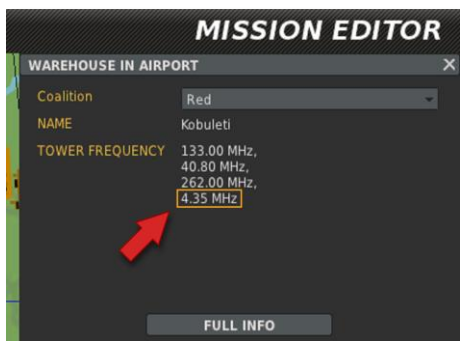 MISSION EDITOR
WAREHOUSE IN AIRPORT
Coalition Red
NAME Kobuleti
TOWER FREQUENCY 133.00 MHz,
40.80 MHz,
262.00 MHz,
4.35 MHz
FULL INFO